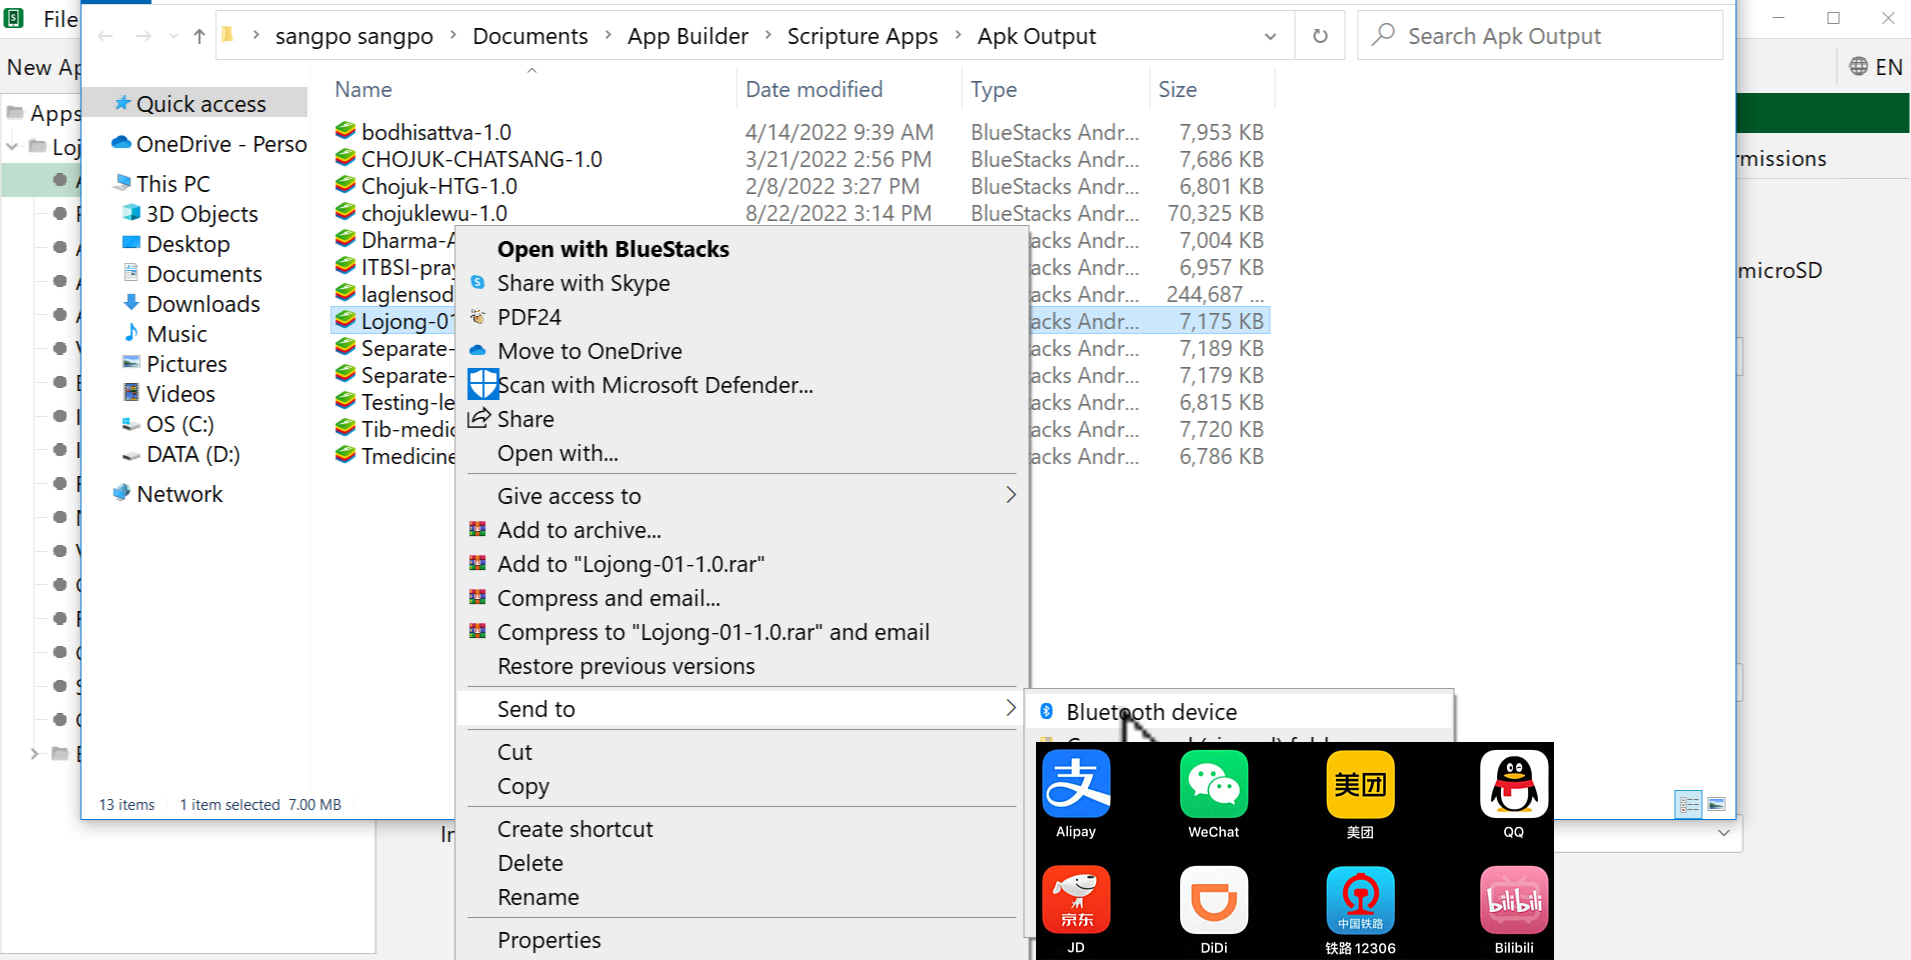 File
sangpo sangpo
Documents
App Builder
Scripture Apps
Apk Output
Search Apk Output
New
EN
Apps
Quick access
OneDrive - Perso
This PC
3D Objects
Desktop
Documents
Downloads
Music
Pictures
Videos
OS (C:)
DATA (D:)
Network
Name Date modified Type Size
bodhisattva-1.0 4/14/2022 9:39 AM BlueStacks Andr... 7,953 KB
CHOJUK-CHATSANG-1.0 3/21/2022 2:56 PM BlueStacks Andr... 7,686 KB
Chojuk-HTG-1.0 2/8/2022 3:27 PM BlueStacks Andr... 6,801 KB
chojuklewu-1.0 8/22/2022 3:14 PM BlueStacks Andr... 70,325 KB
Dharma- acks Andr... 7,004 KB
ITBSI-pray acks Andr... 6,957 KB
laglensod acks Andr... 244,687 ...
Lojong-01 acks Andr... 7,175 KB
Separate- acks Andr... 7,189 KB
Separate- acks Andr... 7,179 KB
Testing-le acks Andr... 6,815 KB
Tib-medic acks Andr... 7,720 KB
Tmedicine acks Andr... 6,786 KB
rmissions
microSD
Open with BlueStacks
Share with Skype
PDF24
Move to OneDrive
Scan with Microsoft Defender...
Share
Open with...
Give access to
Add to archive...
Add to "Lojong-01-1.0.rar"
Compress and email...
Compress to "Lojong-01-1.0.rar" and email
Restore previous versions
Send to
Cut
Copy
Create shortcut
Delete
Rename
Properties
Bluetooth device
13 items 1 item selected 7.00 MB
支
美团
Alipay WeChat 美团 QQ
京东
中国铁路
bilibili
JD DiDi 铁路 12306 Bilibili